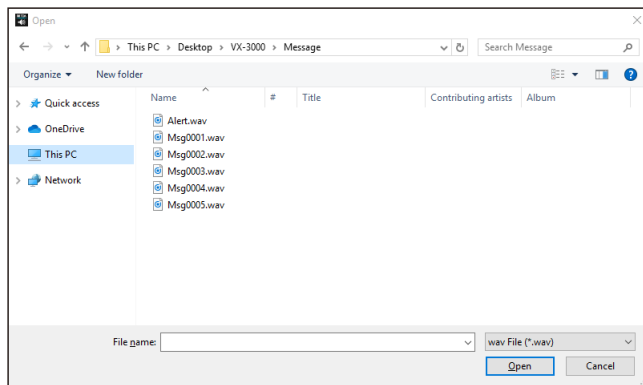 Open
This PC > Desktop > VX-3000 > Message
Search Message
Organize
New folder
Name # Title Contributing artists Album
Quick access
OneDrive
This PC
Network
Alert.wav
Msg0001.wav
Msg0002.wav
Msg0003.wav
Msg0004.wav
Msg0005.wav
File name:
wav File (*.wav)
Open
Cancel